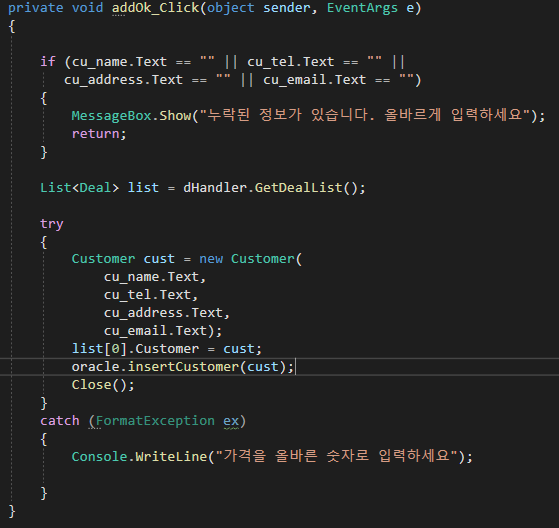 private void addOk_Click(object sender, EventArgs e)
{
if (cu_name.Text == "" || cu_tel.Text == "" ||
cu_address.Text == "" || cu_email.Text == "")
{
MessageBox.Show("누락된 정보가 있습니다. 올바르게 입력하세요");
return;
}
List<Deal> list = dHandler.GetDealList();
try
{
Customer cust = new Customer(
cu_name.Text,
cu_tel.Text,
cu_address.Text,
cu_email.Text);
list[0].Customer = cust;
oracle.insertCustomer(cust);
Close();
}
catch (FormatException ex)
{
Console.WriteLine("가격을 올바른 숫자로 입력하세요");
}
}